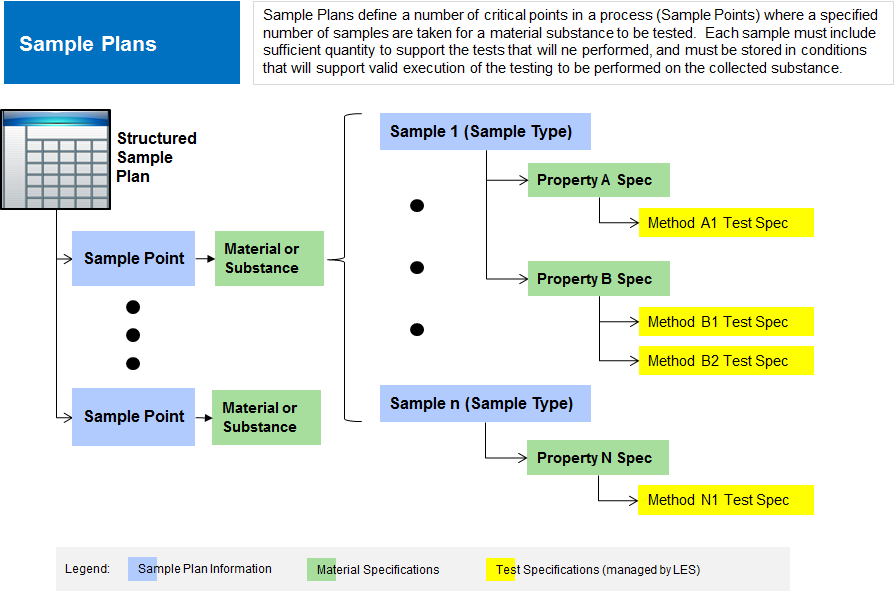 Sample Plans
Sample Plans define a number of critical points in a process (Sample Points) where a specified
number of samples are taken for a material substance to be tested.  Each sample must include
sufficient quantity to support the tests that will ne performed, and must be stored in conditions
that will support valid execution of the testing to be performed on the collected substance.
Structured
Sample
Plan
Sample Point
Material or
Substance
Sample Point
Material or
Substance
Sample 1 (Sample Type)
Property A Spec
Method A1 Test Spec
Property B Spec
Method B1 Test Spec
Method B2 Test Spec
Sample n (Sample Type)
Property N Spec
Method N1 Test Spec
Legend:
Sample Plan Information
Material Specifications
Test Specifications (managed by LES)